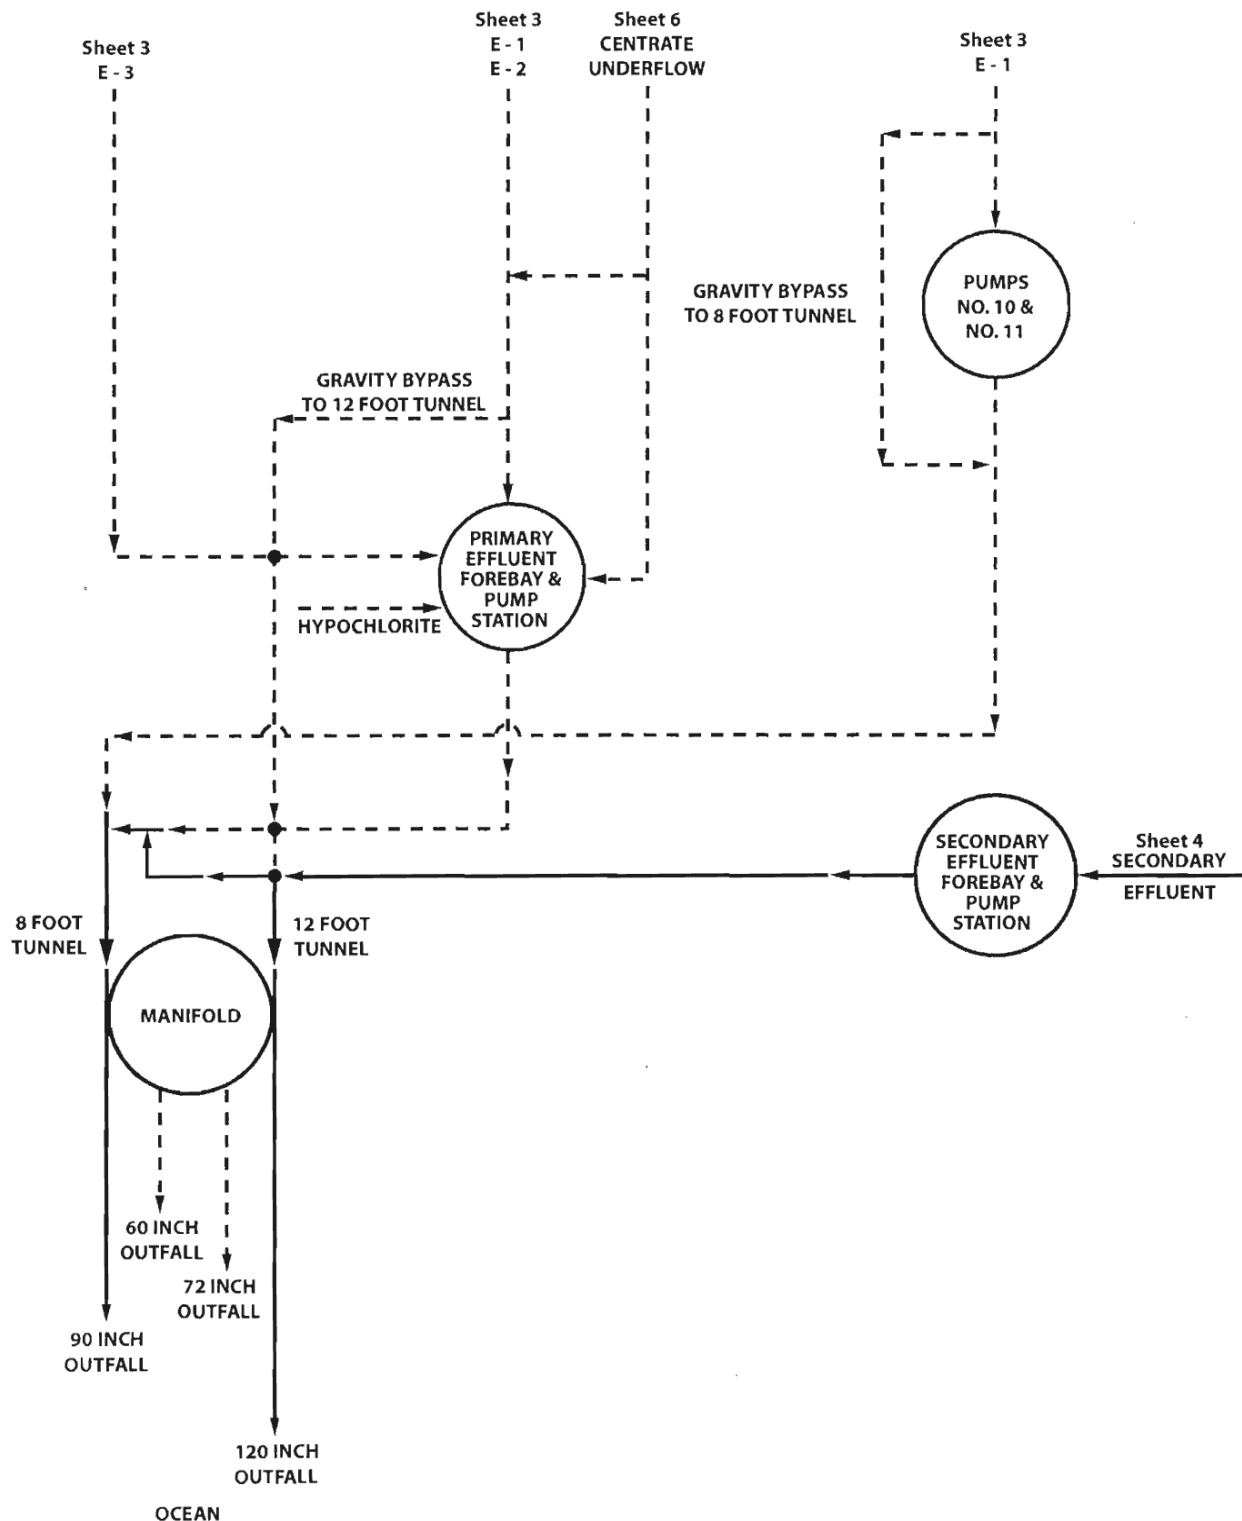 Sheet 3
E - 3
Sheet 3
E - 1
E - 2
Sheet 6
CENTRATE
UNDERFLOW
Sheet 3
E - 1
GRAVITY BYPASS
TO 8 FOOT TUNNEL
PUMPS
NO. 10 &
NO. 11
GRAVITY BYPASS
TO 12 FOOT TUNNEL
PRIMARY
EFFLUENT
FOREBAY &
PUMP
STATION
HYPOCHLORITE
SECONDARY
EFFLUENT
FOREBAY &
PUMP
STATION
Sheet 4
SECONDARY
EFFLUENT
8 FOOT
TUNNEL
12 FOOT
TUNNEL
MANIFOLD
60 INCH
OUTFALL
72 INCH
OUTFALL
90 INCH
OUTFALL
120 INCH
OUTFALL
OCEAN